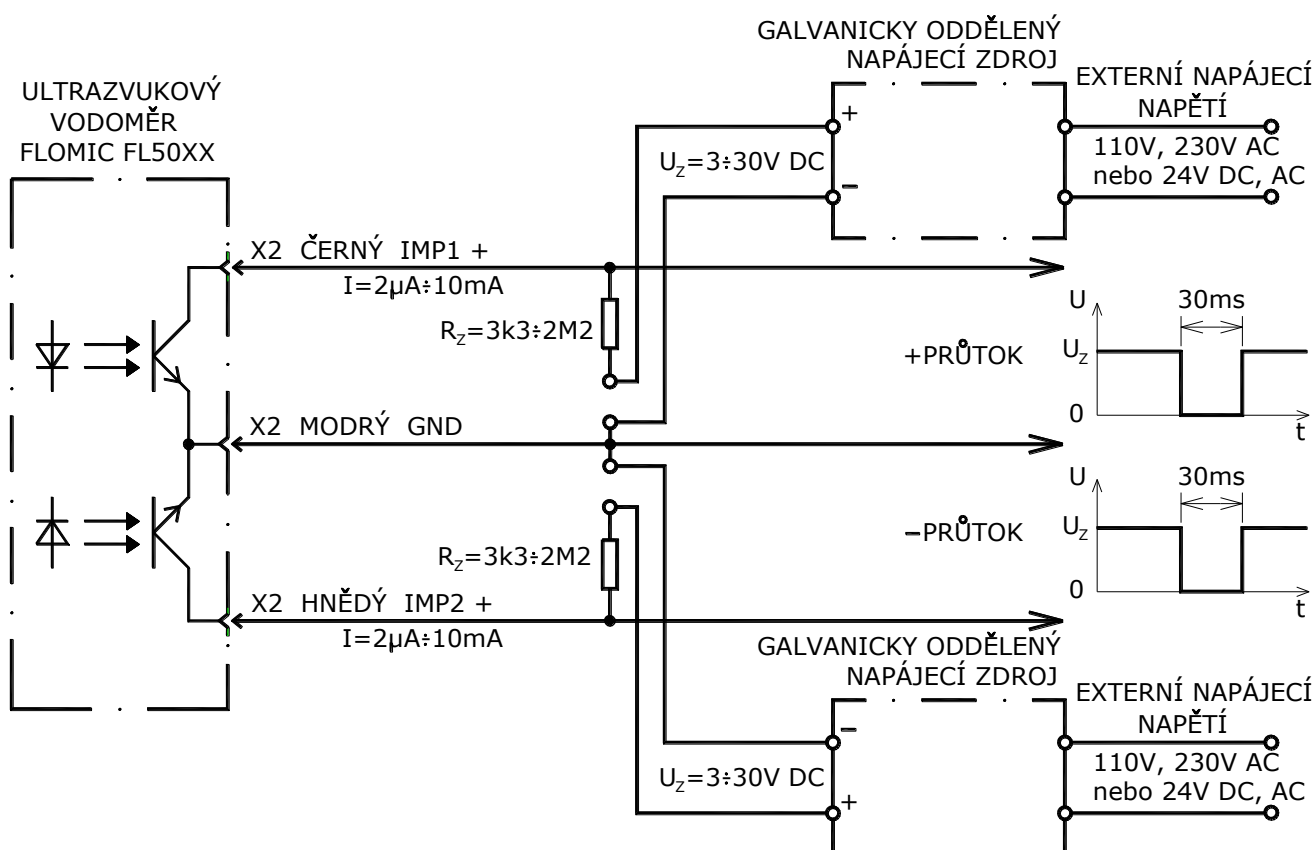 GALVANICKY ODDĚLENÝ
NAPÁJECÍ ZDROJ
EXTERNÍ NAPÁJECÍ
NAPĚTÍ
ULTRAZVUKOVÝ
VODOMĚR
FLOMIC FL50XX
+
U_Z=3÷30V DC
−
110V, 230V AC
nebo 24V DC, AC
X2 ČERNÝ IMP1 +
I=2µA÷10mA
R_Z=3k3÷2M2
+PRŮTOK
U
30ms
U_Z
0
t
X2 MODRÝ GND
−PRŮTOK
U
30ms
U_Z
0
t
R_Z=3k3÷2M2
X2 HNĚDÝ IMP2 +
I=2µA÷10mA
GALVANICKY ODDĚLENÝ
NAPÁJECÍ ZDROJ
EXTERNÍ NAPÁJECÍ
NAPĚTÍ
−
U_Z=3÷30V DC
+
110V, 230V AC
nebo 24V DC, AC